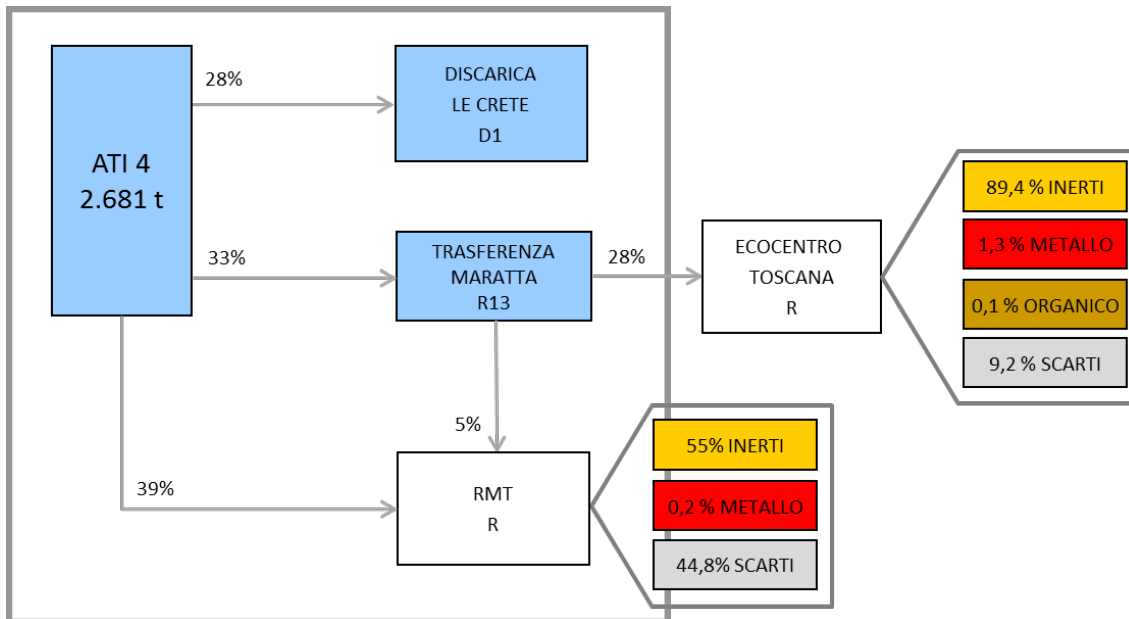 ATI 4
2.681 t
28%
DISCARICA
LE CRETE
D1
33%
TRASFERENZA
MARATTA
R13
28%
ECOCENTRO
TOSCANA
R
89,4 % INERTI
1,3 % METALLO
0,1 % ORGANICO
9,2 % SCARTI
5%
39%
RMT
R
55% INERTI
0,2 % METALLO
44,8% SCARTI